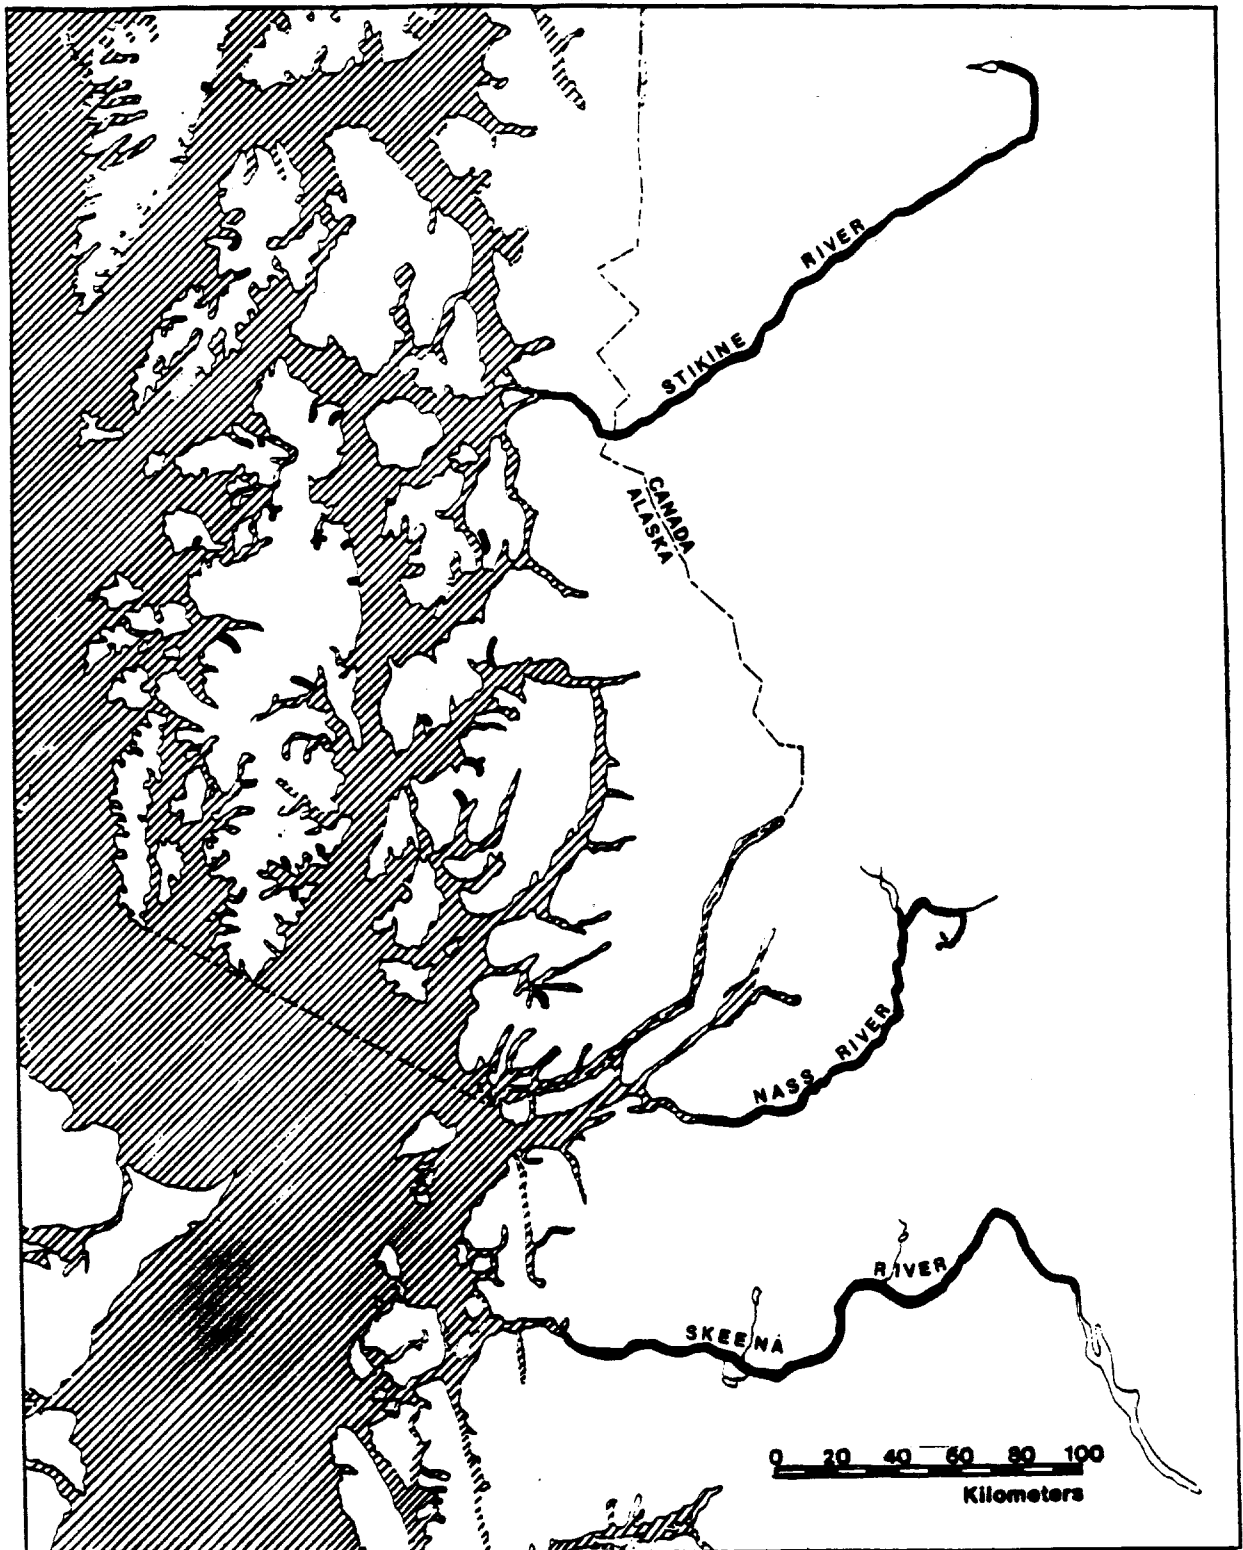 STIKINE RIVER
CANADA
ALASKA
NASS RIVER
SKEENA RIVER
0 20 40 60 80 100
Kilometers